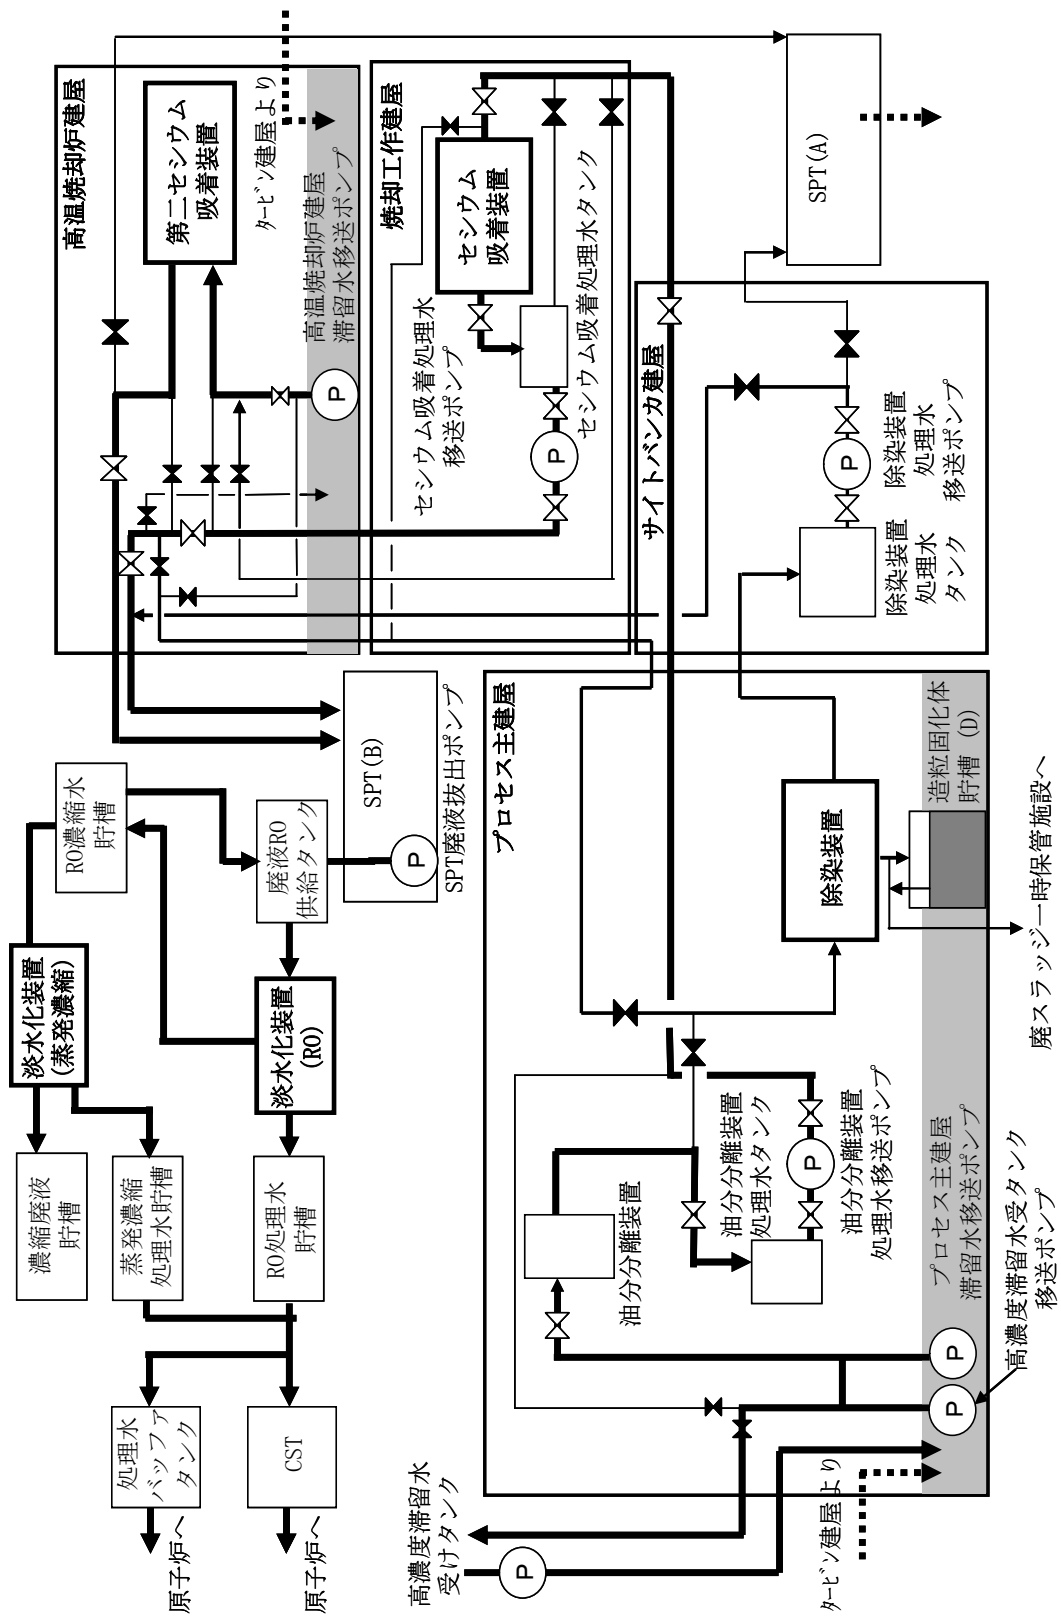 高温焼却炉建屋
第二セシウム
吸着装置
ﾀｰﾋﾞﾝ建屋より
高温焼却炉建屋
滞留水移送ポンプ
P
焼却工作建屋
セシウム
吸着装置
セシウム吸着処理水
移送ポンプ
P
セシウム吸着処理水タンク
サイトバンカ建屋
SPT(A)
除染装置
処理水
移送ポンプ
P
除染装置
処理水
タンク
RO濃縮水
貯槽
廃液RO
供給タンク
SPT(B)
P
SPT廃液抜出ポンプ
淡水化装置
(蒸発濃縮)
淡水化装置
(RO)
濃縮廃液
貯槽
蒸発濃縮
処理水貯槽
RO処理水
貯槽
処理水
バッファ
タンク
CST
原子炉へ
原子炉へ
プロセス主建屋
除染装置
造粒固化体
貯槽(D)
廃スラッジ一時保管施設へ
油分分離装置
油分分離装置
処理水タンク
P
油分分離装置
処理水移送ポンプ
プロセス主建屋
滞留水移送ポンプ
P
P
高濃度滞留水受タンク
移送ポンプ
高濃度滞留水
受けタンク
P
ﾀｰﾋﾞﾝ建屋より